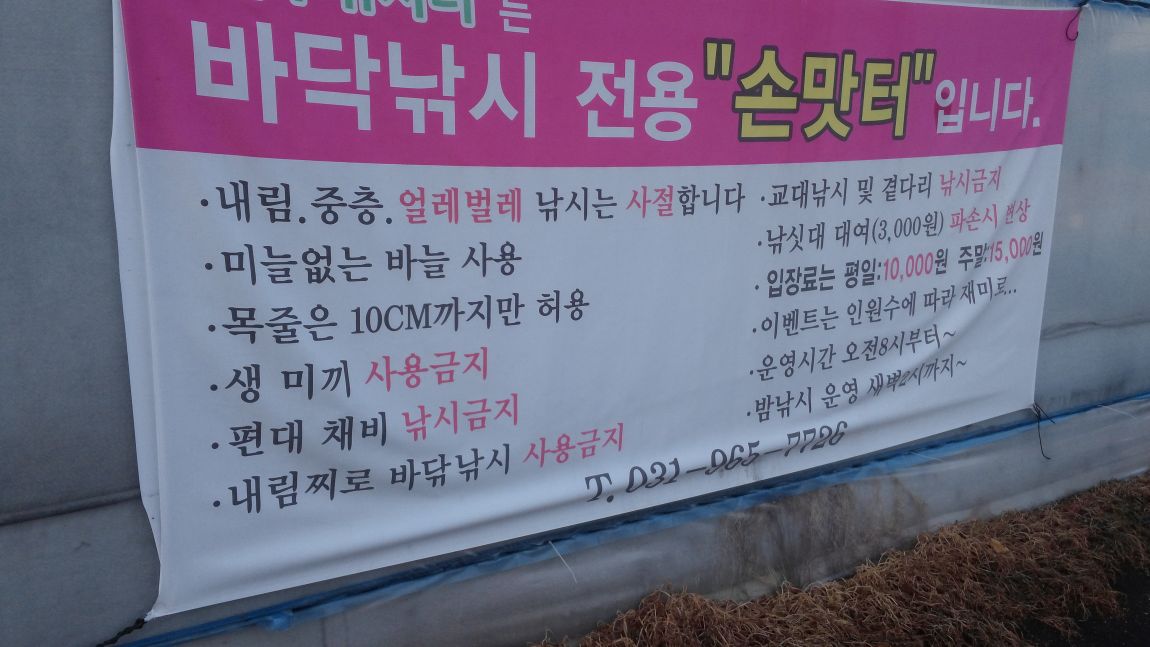 는
바닥낚시 전용 "손맛터"입니다.
·내림.중층.얼레벌레 낚시는 사절합니다
·미늘없는 바늘 사용
·목줄은 10CM까지만 허용
·생 미끼 사용금지
·편대 채비 낚시금지
·내림찌로 바닦낚시 사용금지
·교대낚시 및 곁다리 낚시금지
·낚싯대 대여(3,000원) 파손시 변상
·입장료는 평일:10,000원 주말:15,000원
·이벤트는 인원수에 따라 재미로..
·운영시간 오전8시부터~
·밤낚시 운영 새벽2시까지~
T. 031-965-7726